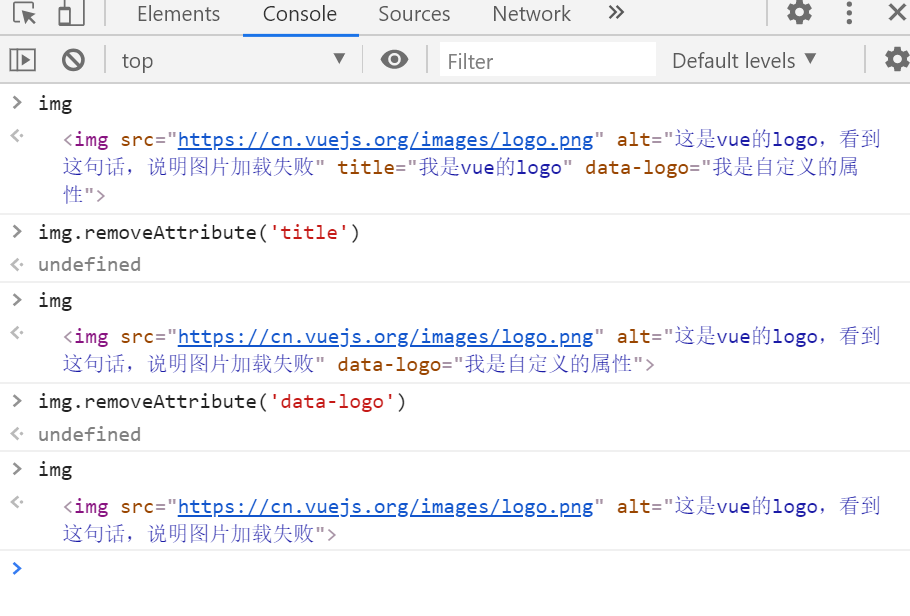 Elements Console Sources Network »
top ▼ Filter Default levels ▼
> img
<img src="https://cn.vuejs.org/images/logo.png" alt="这是vue的logo，看到
这句话，说明图片加载失败" title="我是vue的logo" data-logo="我是自定义的属
性">
> img.removeAttribute('title')
undefined
> img
<img src="https://cn.vuejs.org/images/logo.png" alt="这是vue的logo，看到
这句话，说明图片加载失败" data-logo="我是自定义的属性">
> img.removeAttribute('data-logo')
undefined
> img
<img src="https://cn.vuejs.org/images/logo.png" alt="这是vue的logo，看到
这句话，说明图片加载失败">
>